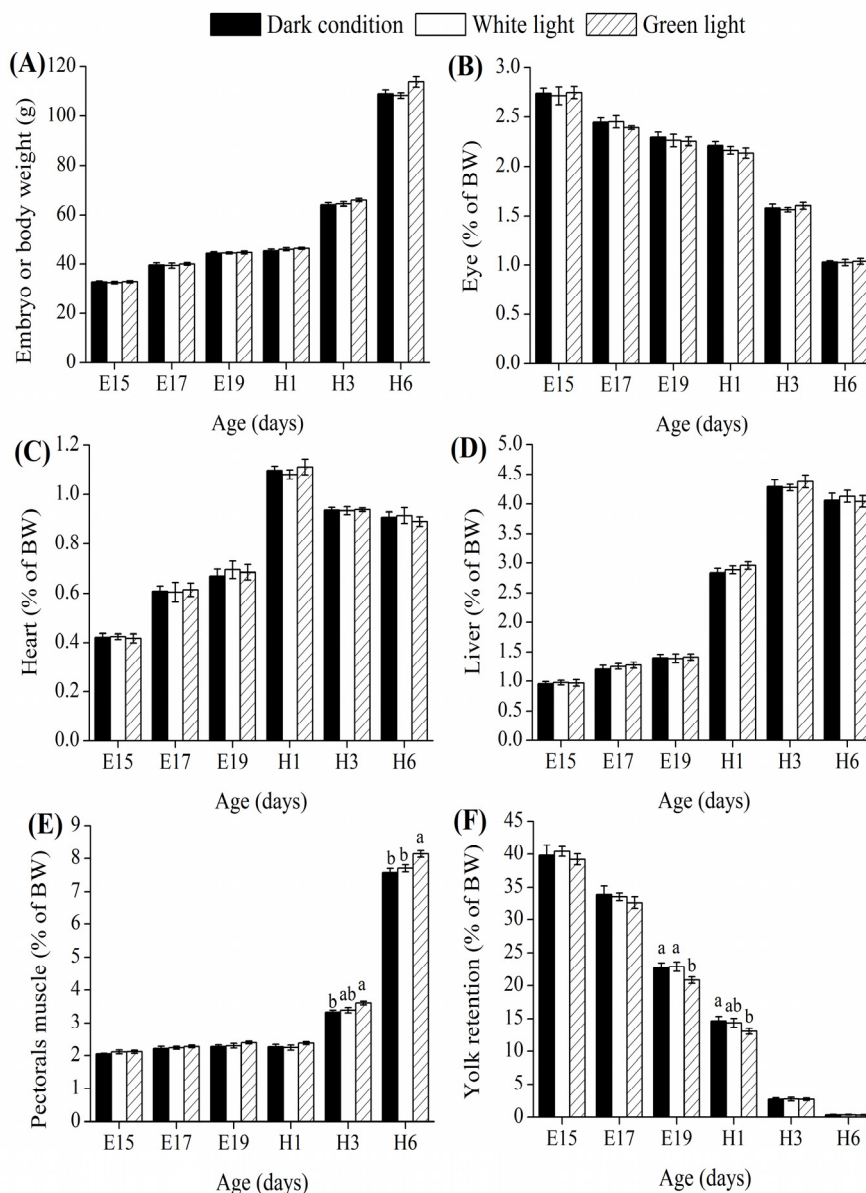 Dark condition White light Green light
(A)
Embryo or body weight (g)
120
100
80
60
40
20
0
E15 E17 E19 H1 H3 H6
Age (days)
(B)
Eye (% of BW)
3.0
2.5
2.0
1.5
1.0
0.5
0.0
E15 E17 E19 H1 H3 H6
Age (days)
(C)
Heart (% of BW)
1.2
1.0
0.8
0.6
0.4
0.2
0.0
E15 E17 E19 H1 H3 H6
Age (days)
(D)
Liver (% of BW)
5.0
4.5
4.0
3.5
3.0
2.5
2.0
1.5
1.0
0.5
0.0
E15 E17 E19 H1 H3 H6
Age (days)
(E)
Pectorals muscle (% of BW)
9
8
7
6
5
4
3
2
1
0
b ab a
b b a
E15 E17 E19 H1 H3 H6
Age (days)
(F)
Yolk retention (% of BW)
45
40
35
30
25
20
15
10
5
0
a a b
a ab b
E15 E17 E19 H1 H3 H6
Age (days)